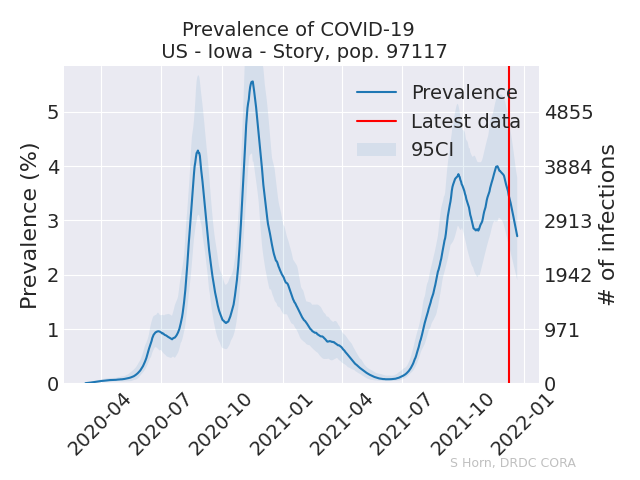 Prevalence of COVID-19
US - Iowa - Story, pop. 97117
Prevalence
Latest data
95CI
Prevalence (%)
5
4
3
2
1
0
4855
3884
2913
1942
971
0
# of infections
2020-04
2020-07
2020-10
2021-01
2021-04
2021-07
2021-10
2022-01
S Horn, DRDC CORA